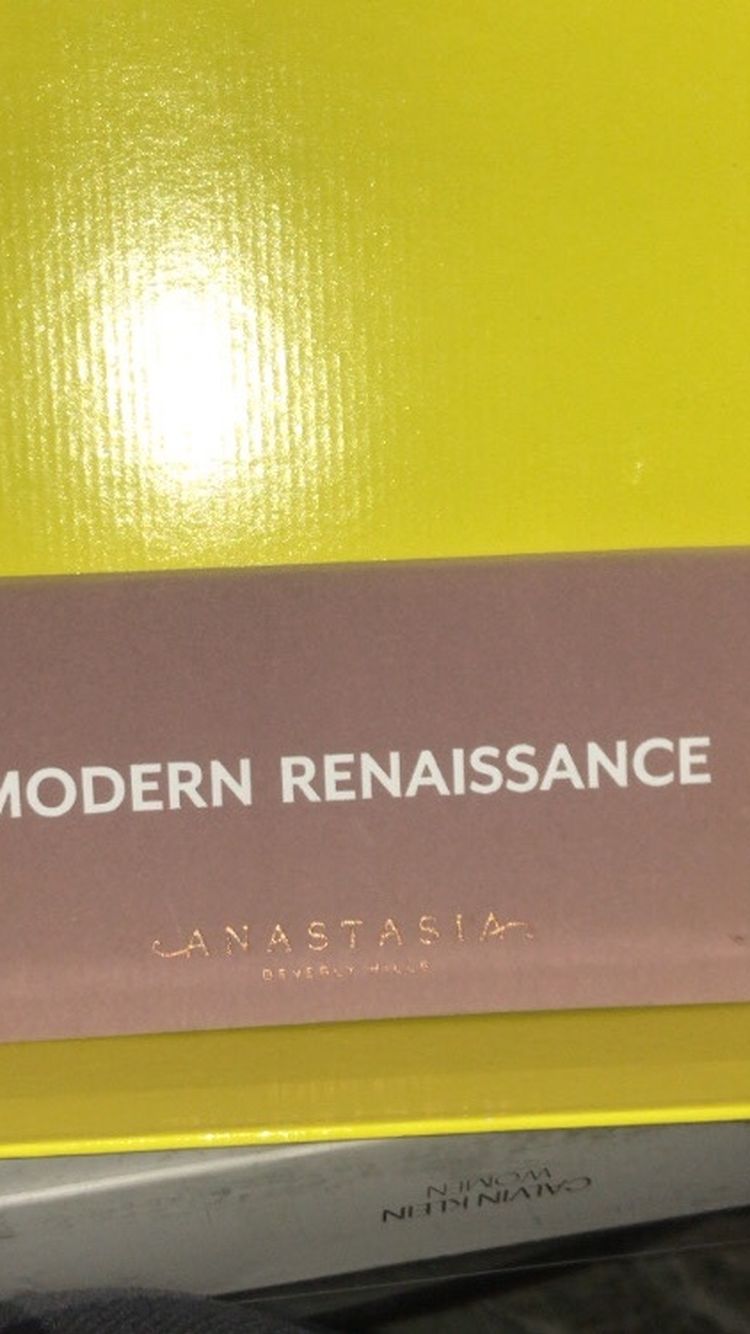 MODERN RENAISSANCE
ANASTASIA
BEVERLY HILLS
CALVIN KLEIN
WOMEN